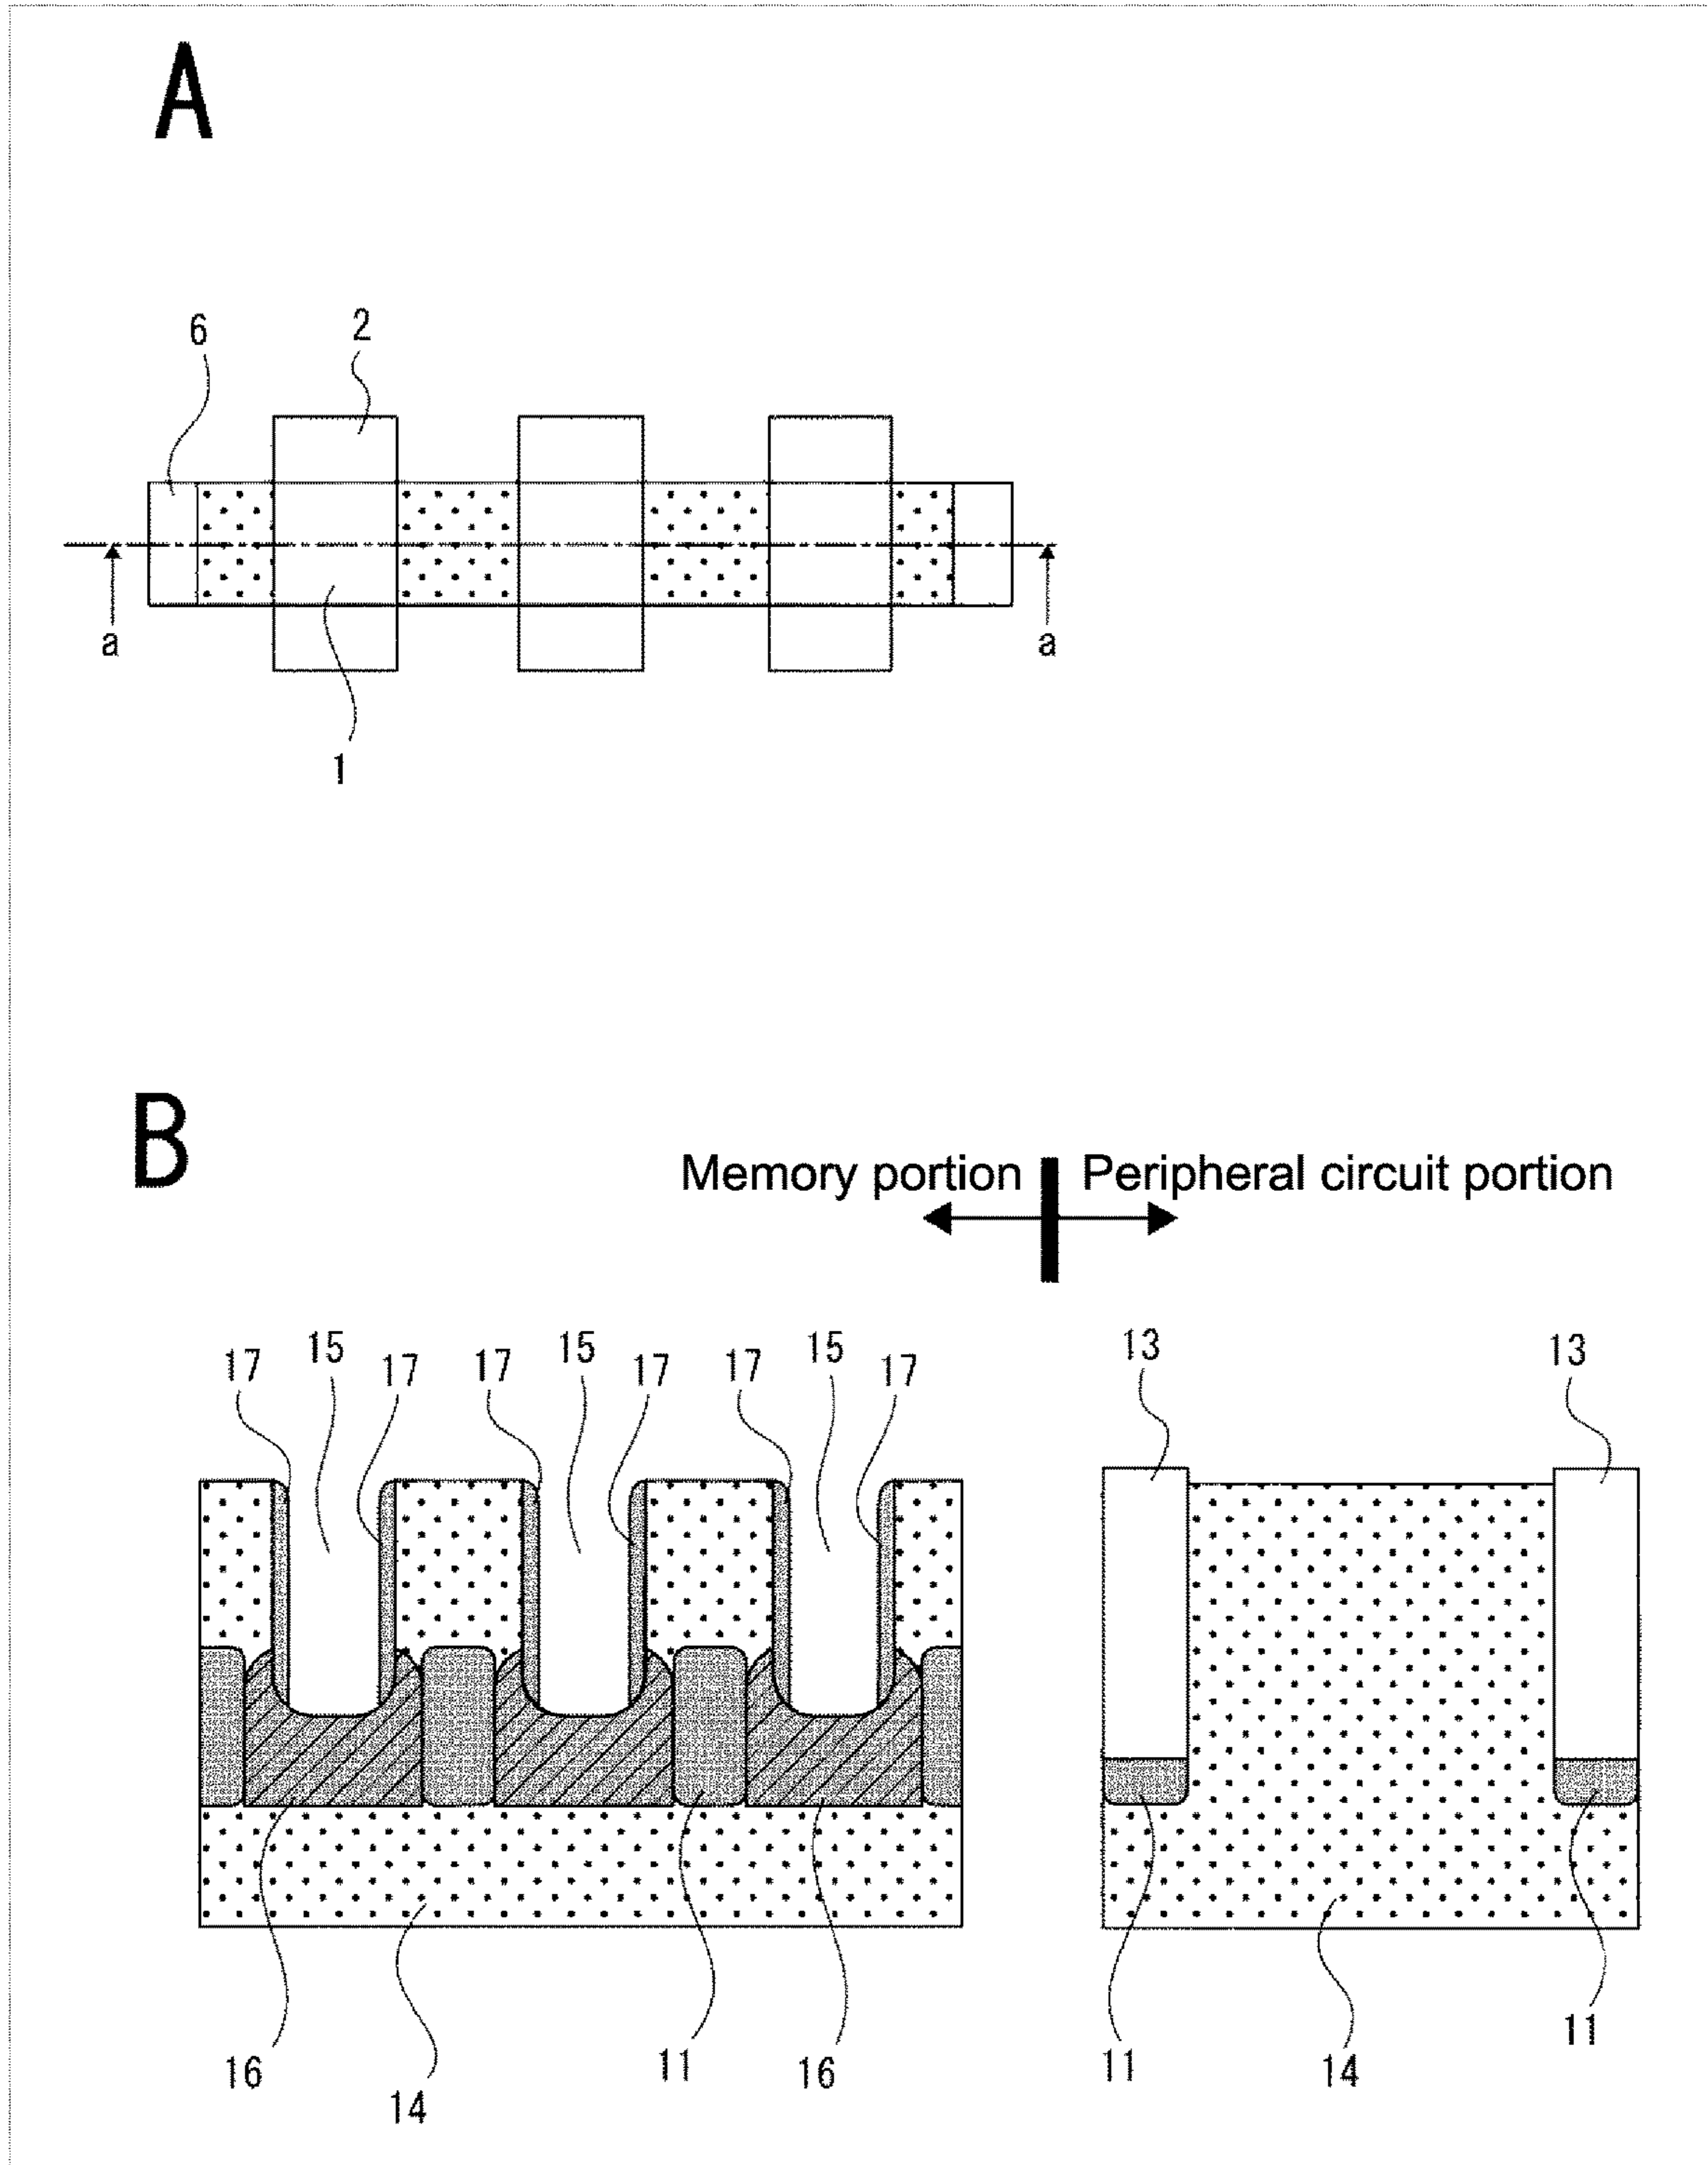 A
6 2
a a
1
B
Memory portion Peripheral circuit portion
17 15 17 17 15 17 17 15 17 13 13
16 14 11 16 11 14 11